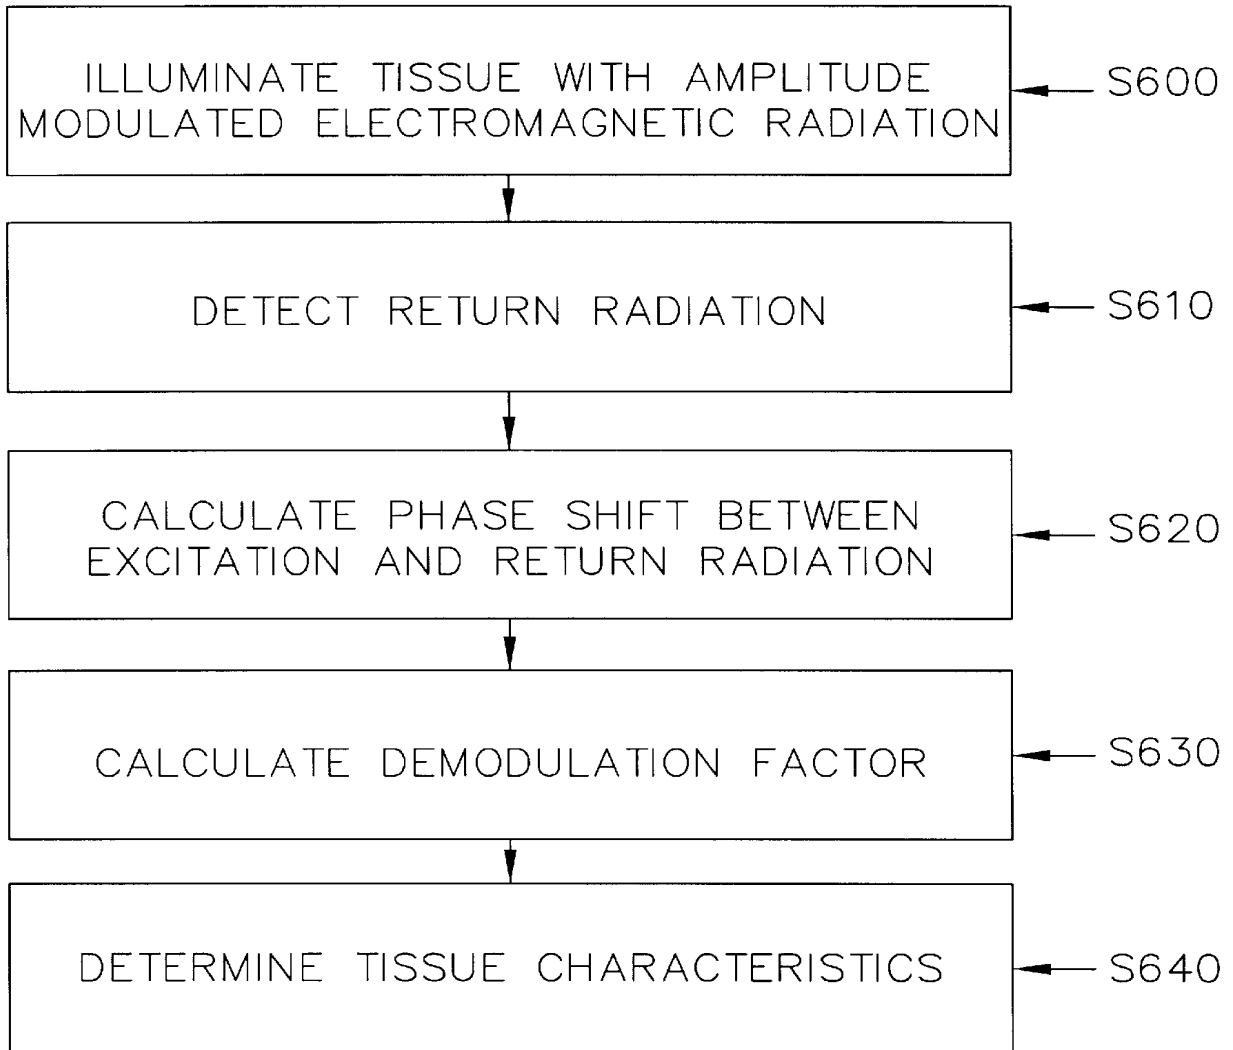 ILLUMINATE TISSUE WITH AMPLITUDE
MODULATED ELECTROMAGNETIC RADIATION
S600
DETECT RETURN RADIATION
S610
CALCULATE PHASE SHIFT BETWEEN
EXCITATION AND RETURN RADIATION
S620
CALCULATE DEMODULATION FACTOR
S630
DETERMINE TISSUE CHARACTERISTICS
S640